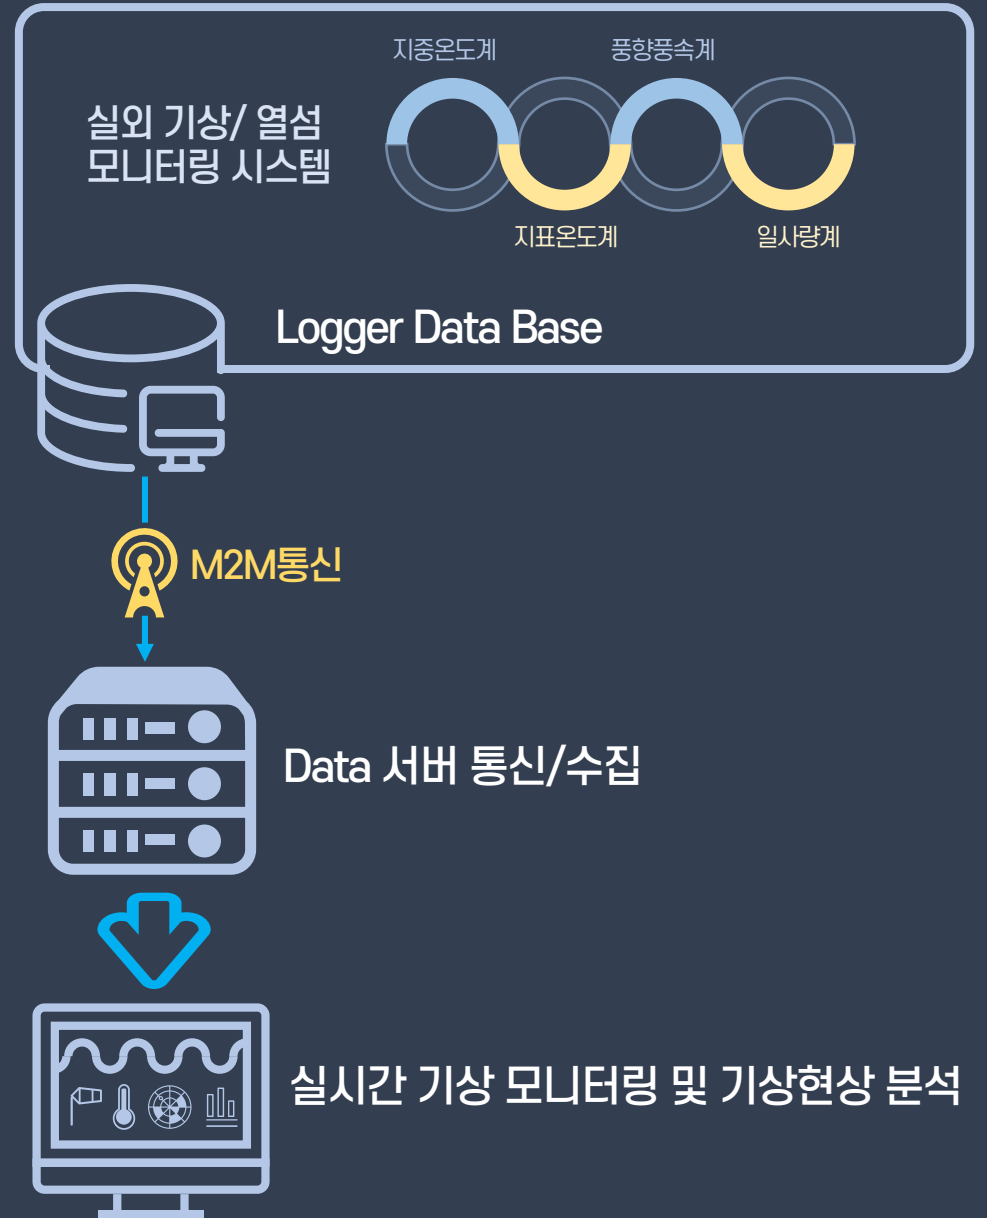 지중온도계
풍향풍속계
실외 기상/ 열섬
모니터링 시스템
지표온도계
일사량계
Logger Data Base
M2M통신
Data 서버 통신/수집
실시간 기상 모니터링 및 기상현상 분석